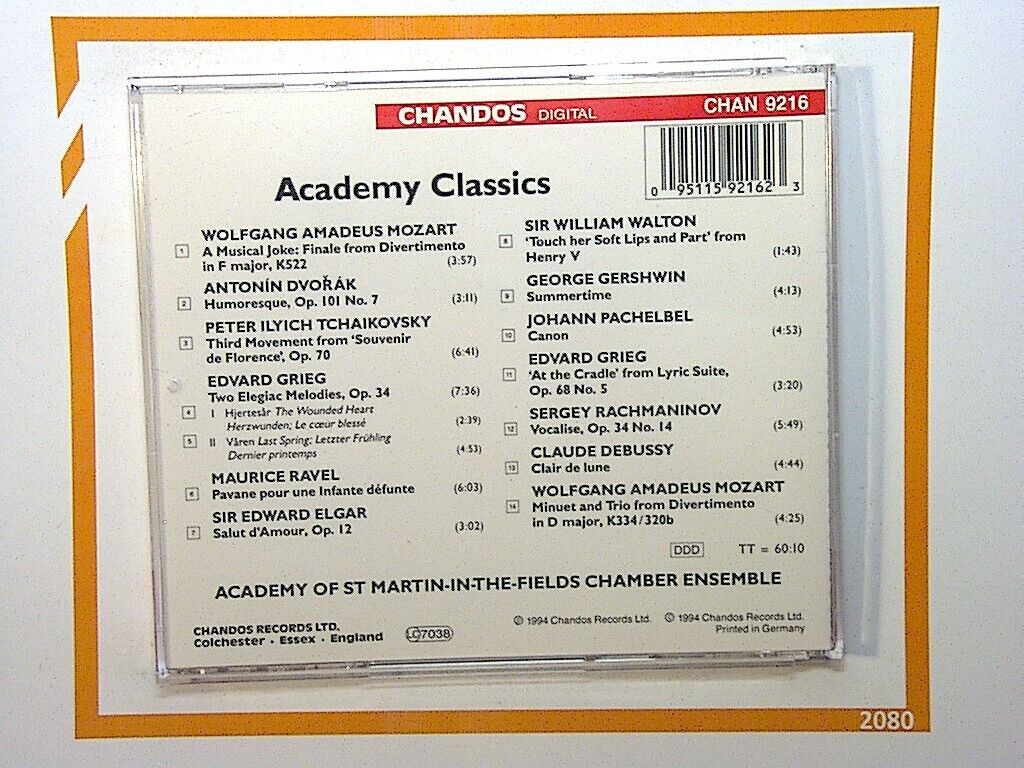 CHANDOS DIGITAL CHAN 9216
0 95115 92162 3
Academy Classics
WOLFGANG AMADEUS MOZART
1 A Musical Joke: Finale from Divertimento
in F major, K522 (3:57)
ANTONÍN DVOŘÁK
2 Humoresque, Op. 101 No. 7 (3:11)
PETER ILYICH TCHAIKOVSKY
3 Third Movement from 'Souvenir
de Florence', Op. 70 (6:41)
EDVARD GRIEG
Two Elegiac Melodies, Op. 34 (7:36)
4 I Hjertesår The Wounded Heart
Herzwunden; Le cœur blessé (2:39)
5 II Våren Last Spring; Letzter Frühling
Dernier printemps (4:53)
MAURICE RAVEL
6 Pavane pour une Infante défunte (6:03)
SIR EDWARD ELGAR
7 Salut d'Amour, Op. 12 (3:02)
SIR WILLIAM WALTON
8 'Touch her Soft Lips and Part' from
Henry V (1:43)
GEORGE GERSHWIN
9 Summertime (4:13)
JOHANN PACHELBEL
10 Canon (4:53)
EDVARD GRIEG
11 'At the Cradle' from Lyric Suite,
Op. 68 No. 5 (3:20)
SERGEY RACHMANINOV
12 Vocalise, Op. 34 No. 14 (5:49)
CLAUDE DEBUSSY
13 Clair de lune (4:44)
WOLFGANG AMADEUS MOZART
14 Minuet and Trio from Divertimento
in D major, K334/320b (4:25)
DDD TT = 60:10
ACADEMY OF ST MARTIN-IN-THE-FIELDS CHAMBER ENSEMBLE
CHANDOS RECORDS LTD.
Colchester · Essex · England LC7038
℗ 1994 Chandos Records Ltd. © 1994 Chandos Records Ltd.
Printed in Germany
2080